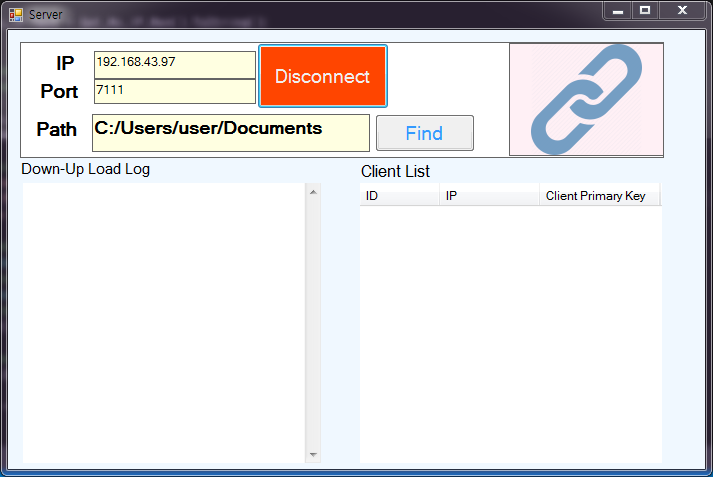 Server
IP
192.168.43.97
Disconnect
Port
7111
Path
C:/Users/user/Documents
Find
Down-Up Load Log
Client List
ID IP Client Primary Key